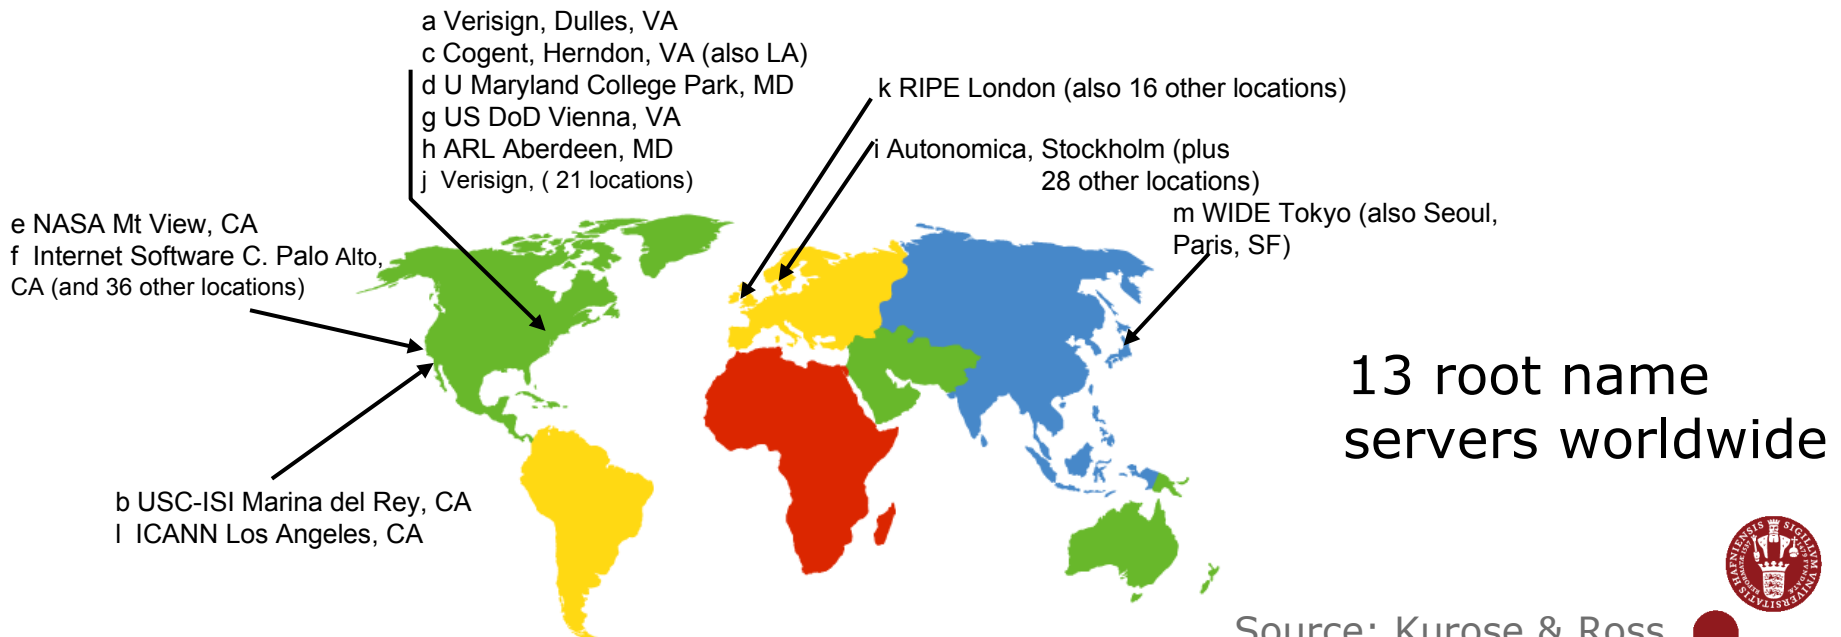 a Verisign, Dulles, VA
c Cogent, Herndon, VA (also LA)
d U Maryland College Park, MD
g US DoD Vienna, VA
h ARL Aberdeen, MD
j Verisign, ( 21 locations)
k RIPE London (also 16 other locations)
i Autonomica, Stockholm (plus
28 other locations)
m WIDE Tokyo (also Seoul,
Paris, SF)
e NASA Mt View, CA
f Internet Software C. Palo Alto,
CA (and 36 other locations)
13 root name
servers worldwide
b USC-ISI Marina del Rey, CA
l ICANN Los Angeles, CA
Source: Kurose & Ross